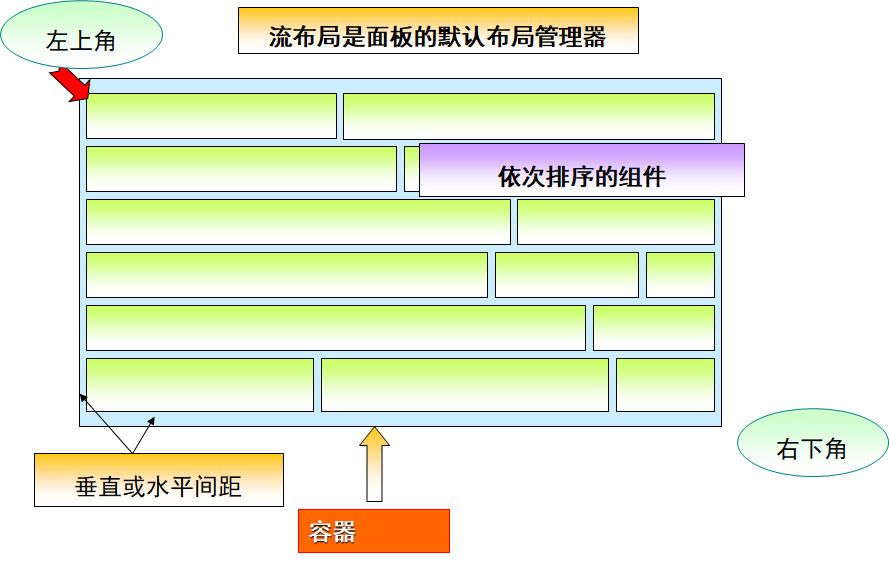 左上角
流布局是面板的默认布局管理器
依次排序的组件
右下角
垂直或水平间距
容器